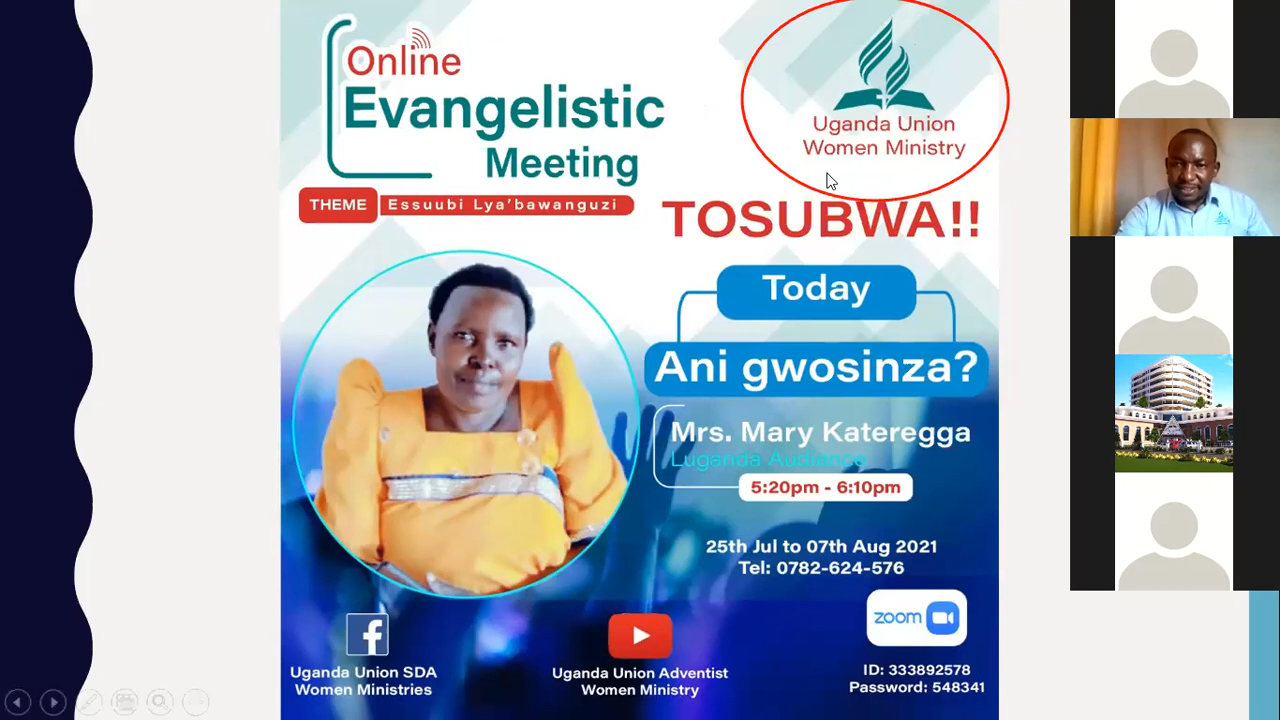 Online
Evangelistic
Meeting
THEME Essuubi Lya'bawanguzi
Uganda Union
Women Ministry
TOSUBWA!!
Today
Ani gwosinza?
Mrs. Mary Kateregga
Luganda Audience
5:20pm - 6:10pm
25th Jul to 07th Aug 2021
Tel: 0782-624-576
Uganda Union SDA
Women Ministries
Uganda Union Adventist
Women Ministry
zoom
ID: 333892578
Password: 548341